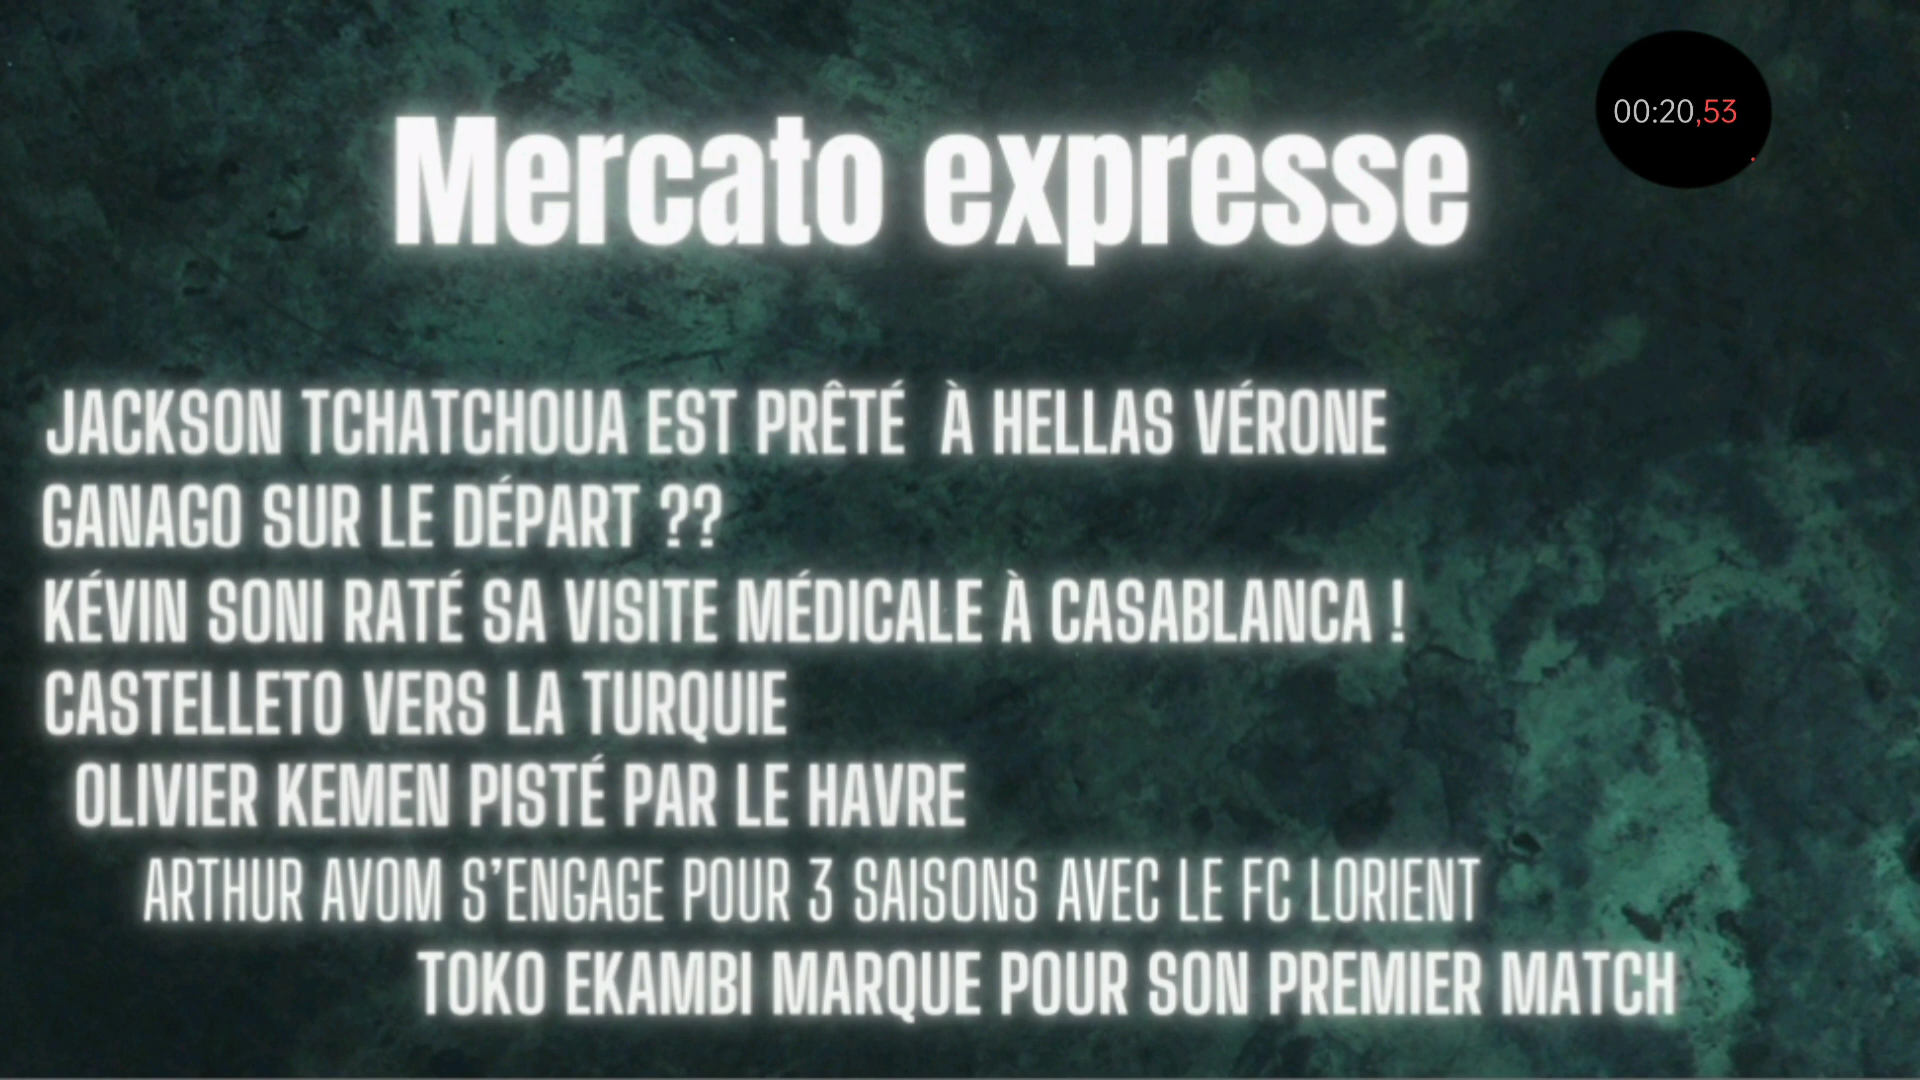 00:20,53
Mercato expresse
JACKSON TCHATCHOUA EST PRÊTÉ À HELLAS VÉRONE
GANAGO SUR LE DÉPART ??
KÉVIN SONI RATÉ SA VISITE MÉDICALE À CASABLANCA !
CASTELLETO VERS LA TURQUIE
OLIVIER KEMEN PISTÉ PAR LE HAVRE
ARTHUR AVOM S’ENGAGE POUR 3 SAISONS AVEC LE FC LORIENT
TOKO EKAMBI MARQUE POUR SON PREMIER MATCH